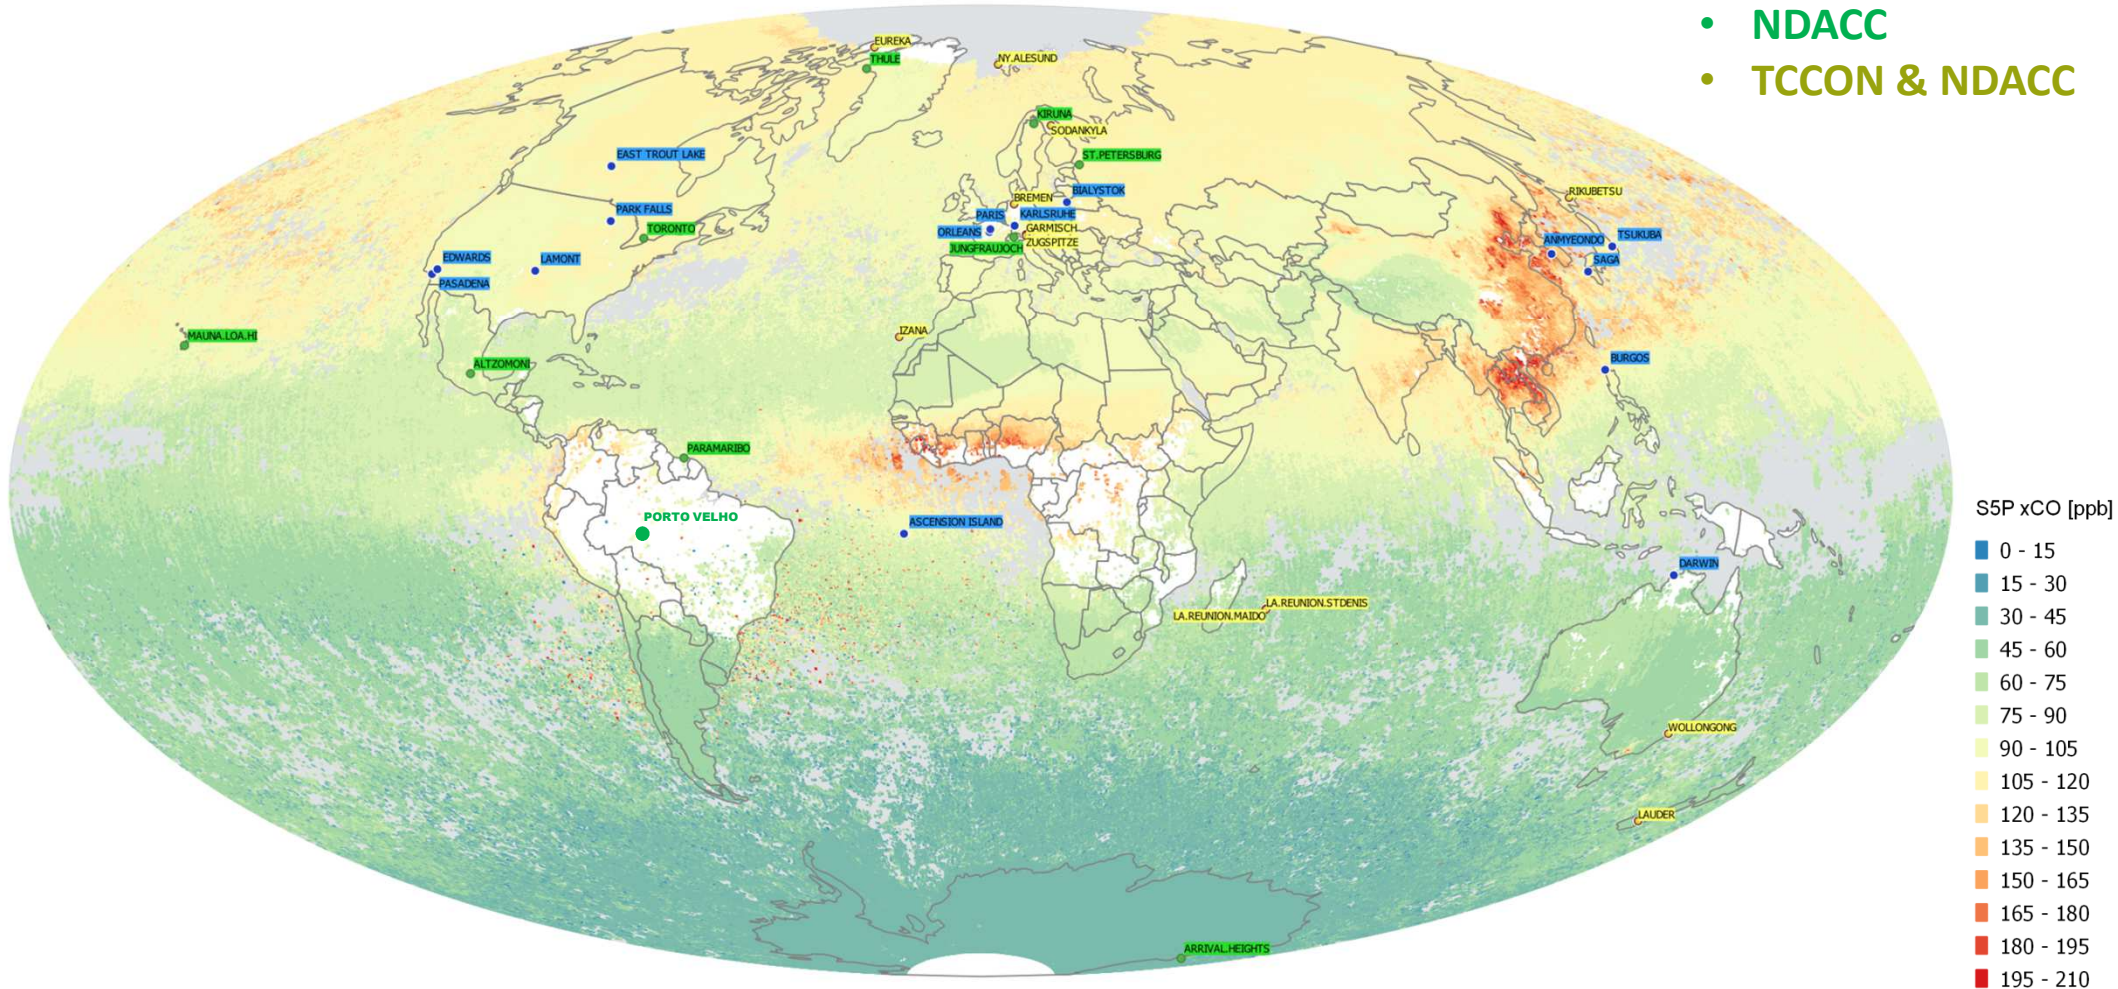 • NDACC
• TCCON & NDACC
EUREKA
THULE
NY.ALESUND
KIRUNA
SODANKYLA
EAST TROUT LAKE
ST.PETERSBURG
BIALYSTOK
BREMEN
RIKUBETSU
PARK FALLS
PARIS
KARLSRUHE
TORONTO
ORLEANS
GARMISCH
ZUGSPITZE
JUNGFRAUJOCH
ANMYEONDO
TSUKUBA
SAGA
EDWARDS
LAMONT
PASADENA
IZANA
MAUNA.LOA.HI
ALTZOMONI
BURGOS
PARAMARIBO
PORTO VELHO
ASCENSION ISLAND
DARWIN
LA.REUNION.STDENIS
LA.REUNION.MAIDO
WOLLONGONG
LAUDER
ARRIVAL.HEIGHTS
S5P xCO [ppb]
0 - 15
15 - 30
30 - 45
45 - 60
60 - 75
75 - 90
90 - 105
105 - 120
120 - 135
135 - 150
150 - 165
165 - 180
180 - 195
195 - 210